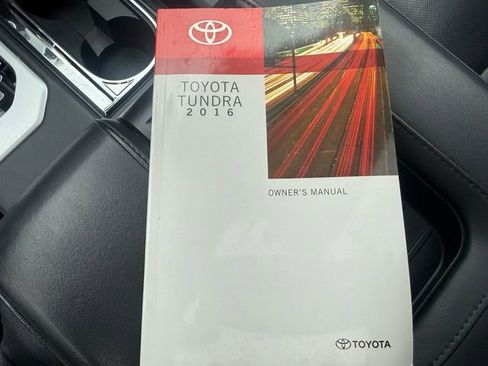 TOYOTA
TUNDRA
2016
OWNER'S MANUAL
TOYOTA